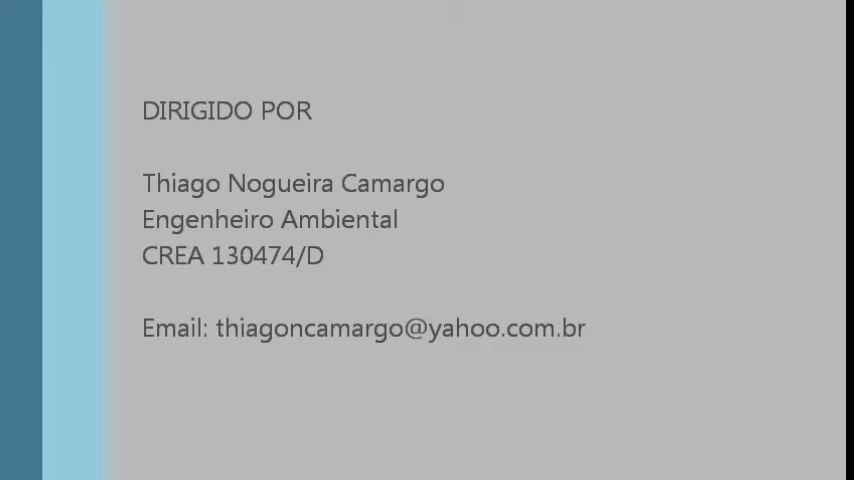 DIRIGIDO POR
Thiago Nogueira Camargo
Engenheiro Ambiental
CREA 130474/D
Email: thiagoncamargo@yahoo.com.br